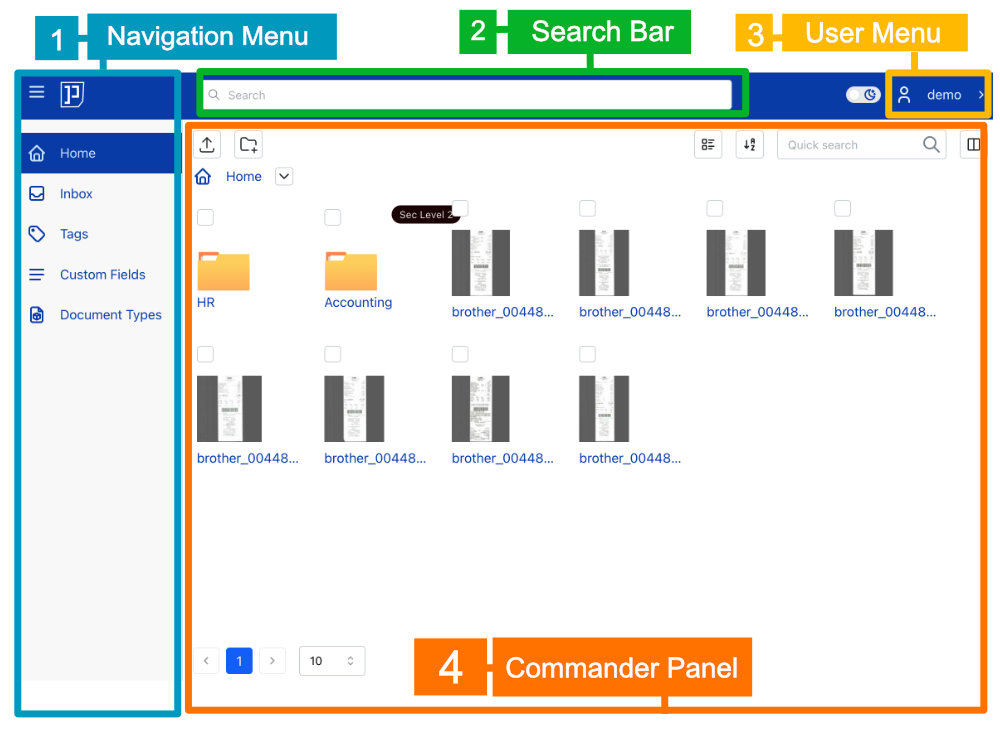 1 Navigation Menu
2 Search Bar
3 User Menu
Search
demo
Home
Inbox
Tags
Custom Fields
Document Types
Quick search
Home
Sec Level 2
HR
Accounting
brother_00448...
brother_00448...
brother_00448...
brother_00448...
brother_00448...
brother_00448...
brother_00448...
brother_00448...
1
10
4 Commander Panel